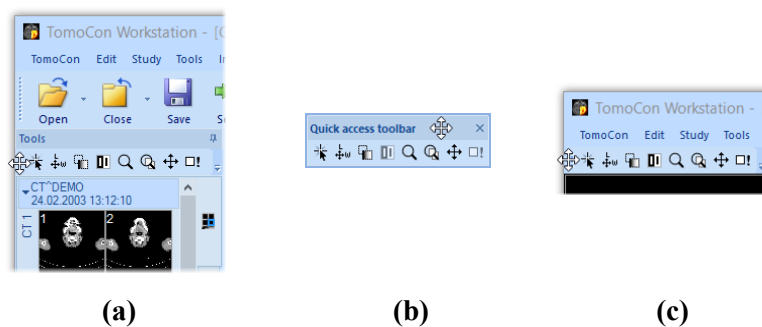 TomoCon Workstation - [
TomoCon Edit Study Tools
Open Close Save
Tools
CT^DEMO
24.02.2003 13:12:10
CT 1
1 2
(a)
Quick access toolbar
(b)
TomoCon Workstation -
TomoCon Edit Study Tools
(c)